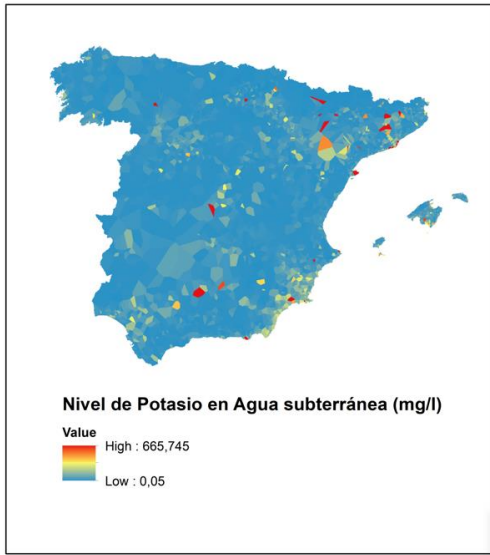 Nivel de Potasio en Agua subterránea (mg/l)
Value
High : 665,745
Low : 0,05